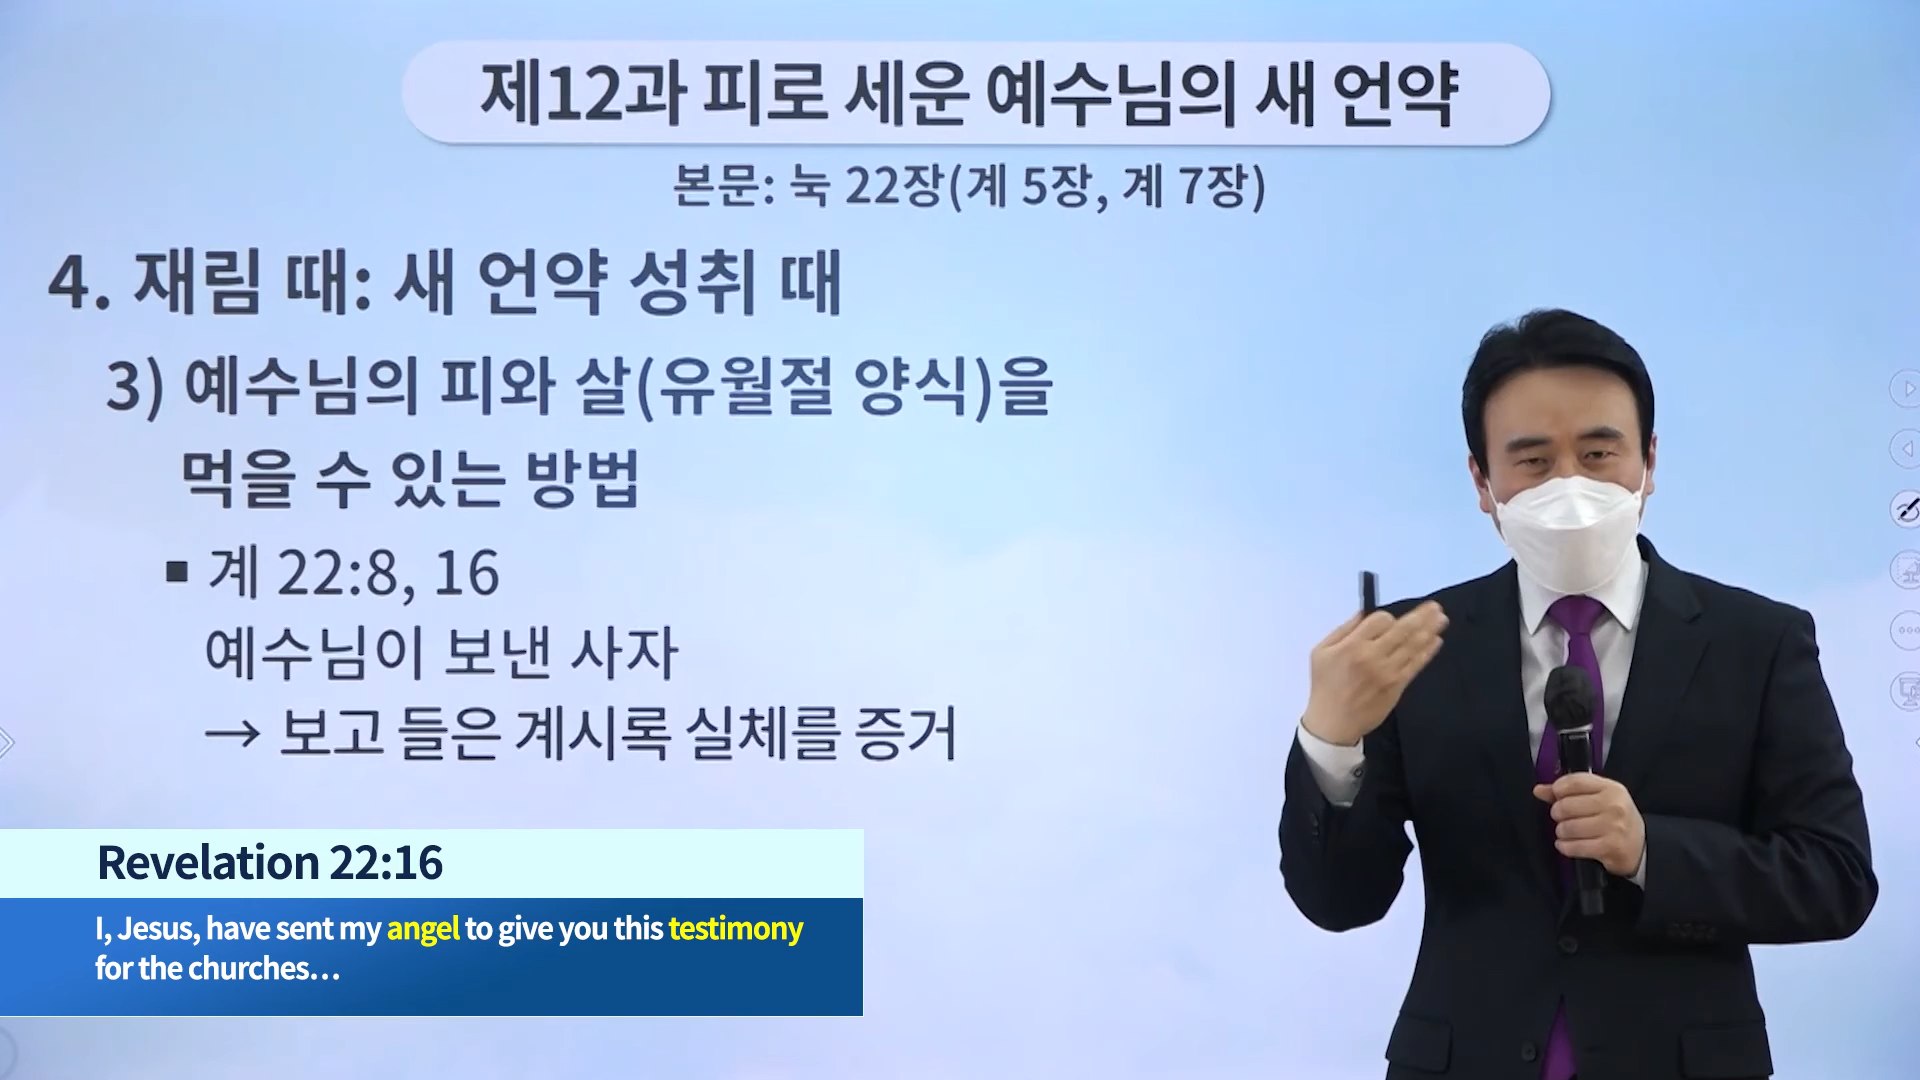 제12과 피로 세운 예수님의 새 언약
본문: 눅 22장(계 5장, 계 7장)
4. 재림 때: 새 언약 성취 때
3) 예수님의 피와 살(유월절 양식)을
먹을 수 있는 방법
▪ 계 22:8, 16
예수님이 보낸 사자
→ 보고 들은 계시록 실체를 증거
Revelation 22:16
I, Jesus, have sent my angel to give you this testimony
for the churches…